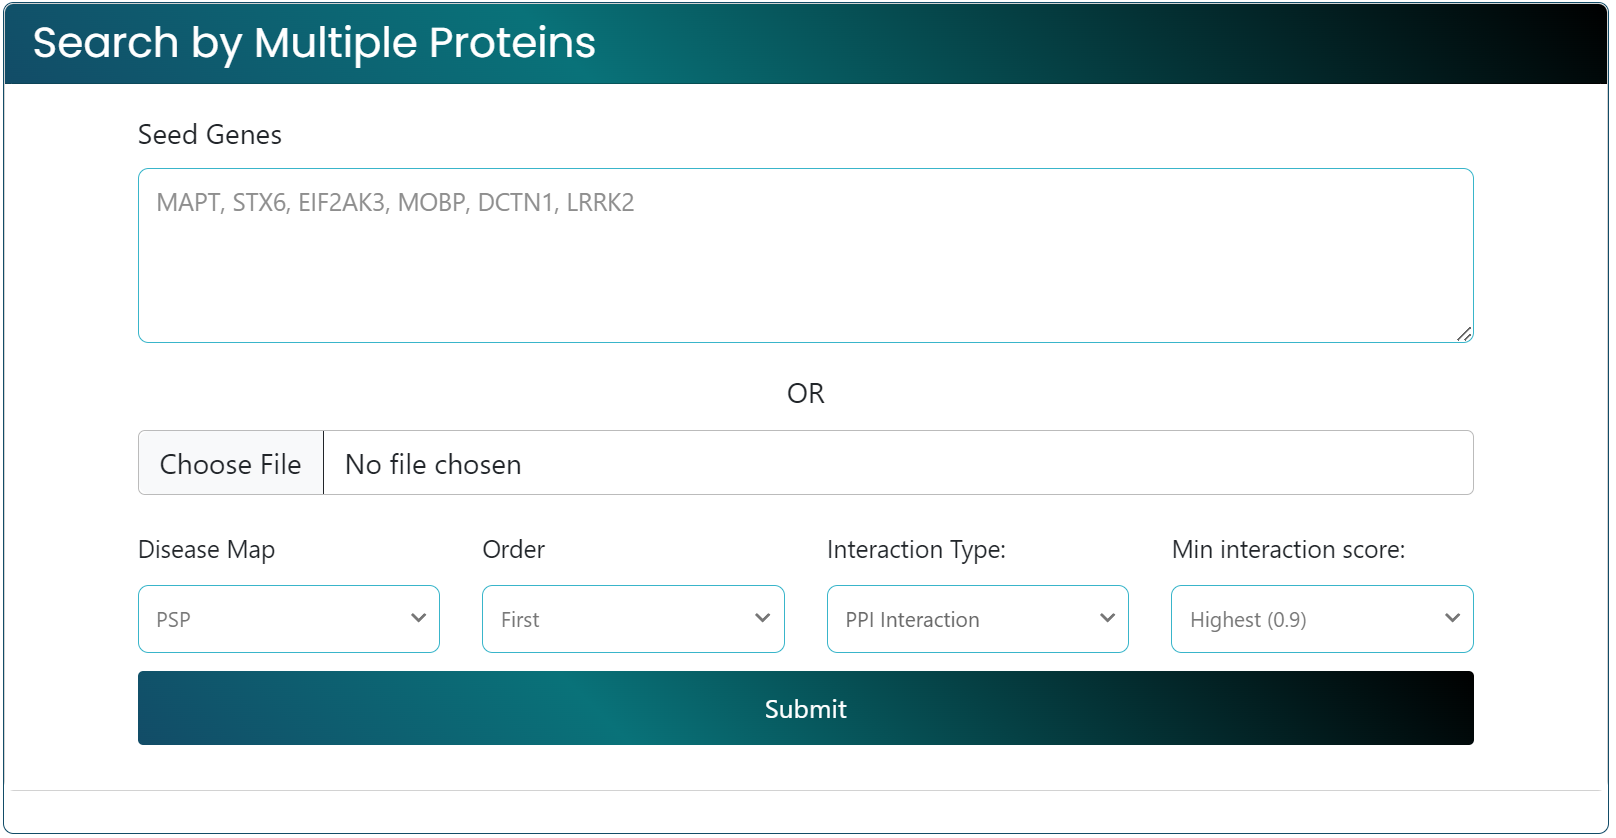 Search by Multiple Proteins
Seed Genes
MAPT, STX6, EIF2AK3, MOBP, DCTN1, LRRK2
OR
Choose File No file chosen
Disease Map Order Interaction Type: Min interaction score:
PSP First PPI Interaction Highest (0.9)
Submit